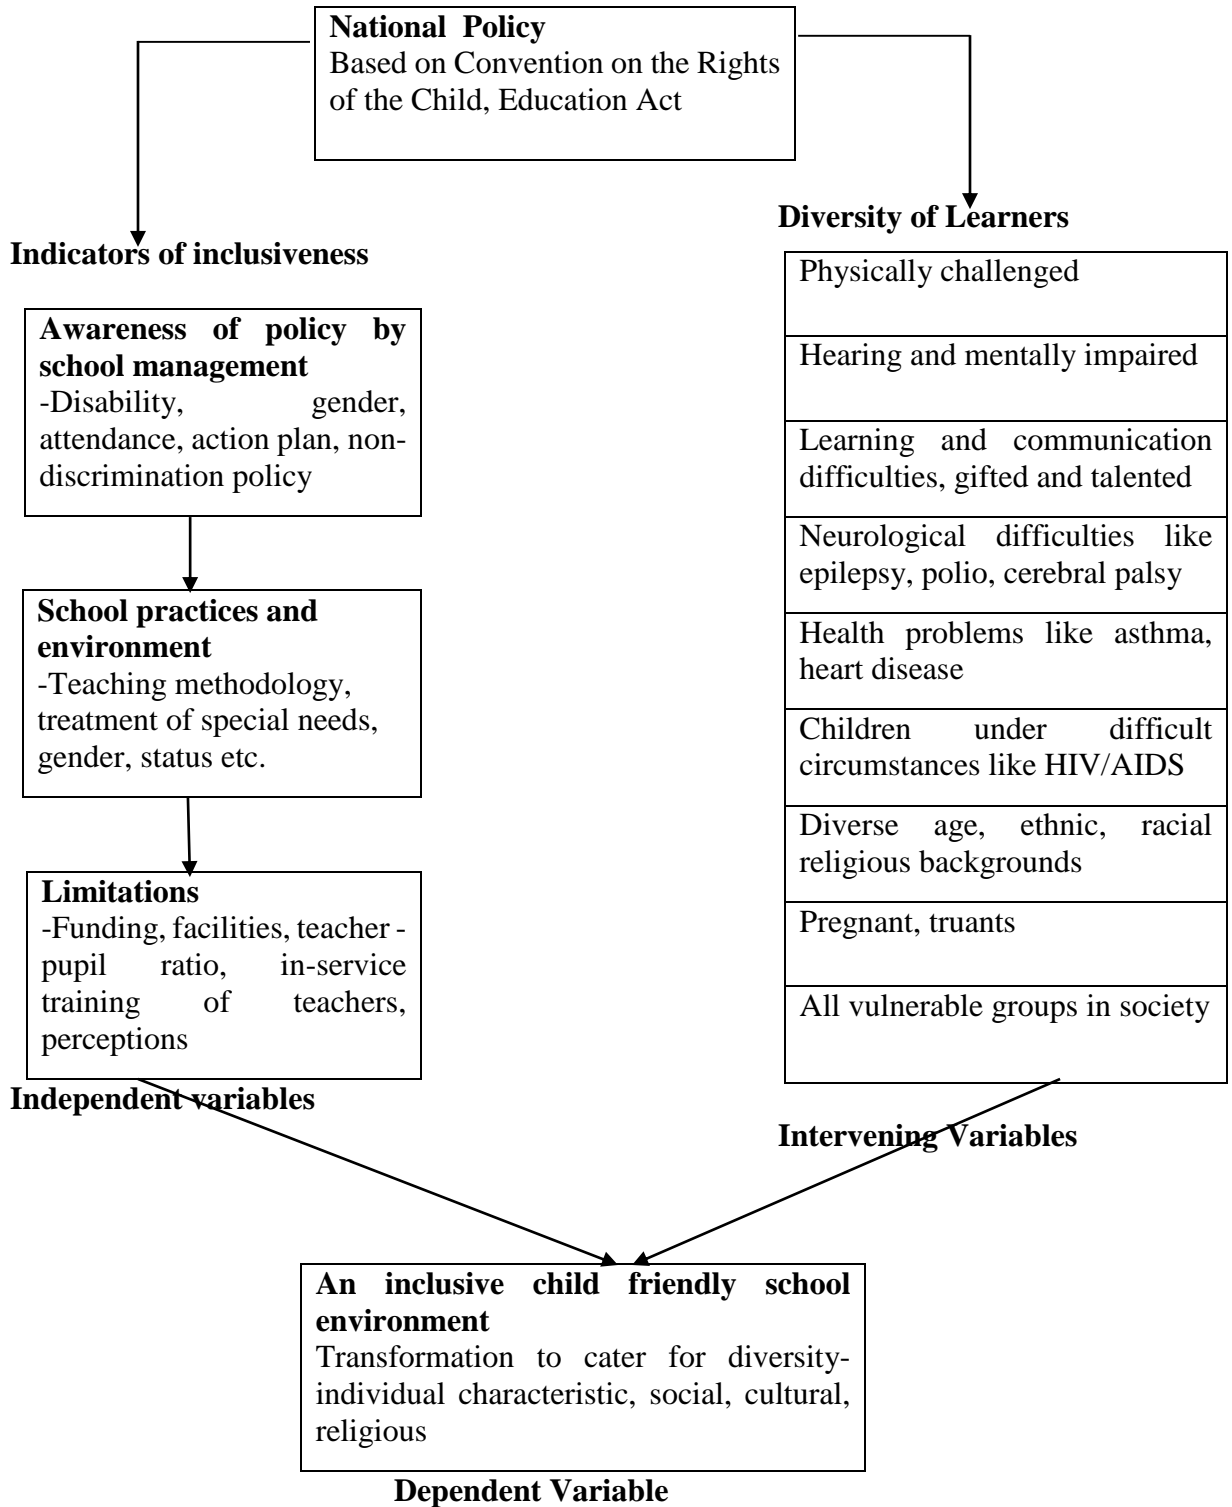 National Policy
Based on Convention on the Rights
of the Child, Education Act
Indicators of inclusiveness
Awareness of policy by
school management
-Disability, gender,
attendance, action plan, non-
discrimination policy
School practices and
environment
-Teaching methodology,
treatment of special needs,
gender, status etc.
Limitations
-Funding, facilities, teacher -
pupil ratio, in-service
training of teachers,
perceptions
Independent variables
Diversity of Learners
Physically challenged
Hearing and mentally impaired
Learning and communication
difficulties, gifted and talented
Neurological difficulties like
epilepsy, polio, cerebral palsy
Health problems like asthma,
heart disease
Children under difficult
circumstances like HIV/AIDS
Diverse age, ethnic, racial
religious backgrounds
Pregnant, truants
All vulnerable groups in society
Intervening Variables
An inclusive child friendly school
environment
Transformation to cater for diversity-
individual characteristic, social, cultural,
religious
Dependent Variable